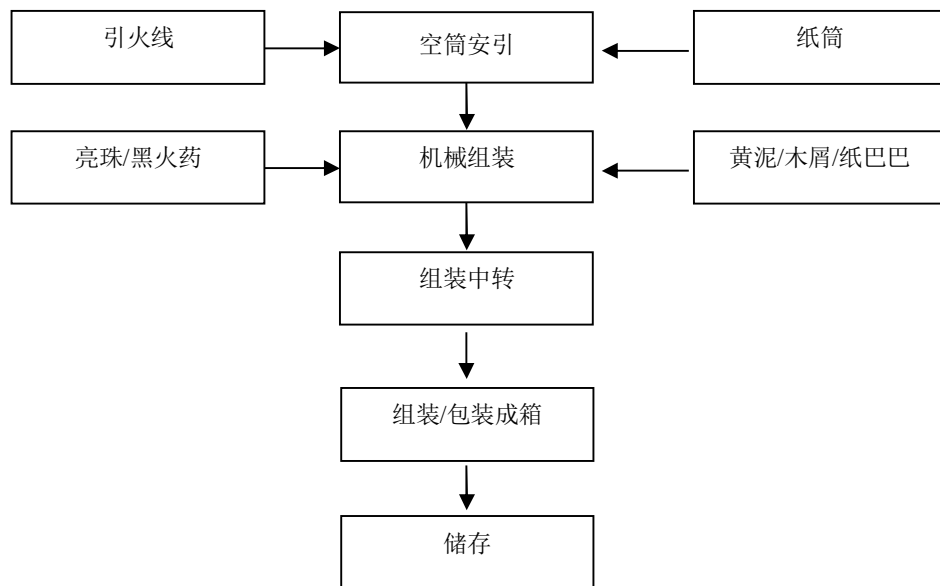 引火线
空筒安引
纸筒
亮珠/黑火药
机械组装
黄泥/木屑/纸巴巴
组装中转
组装/包装成箱
储存